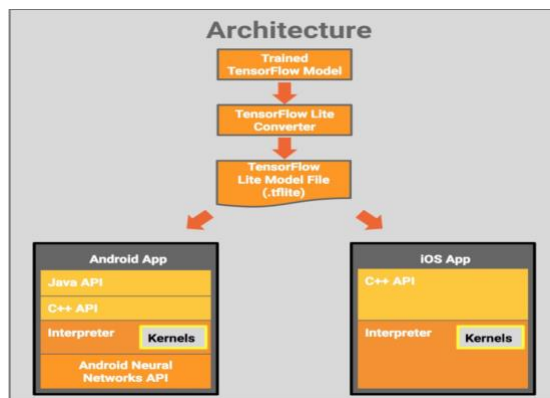 Architecture
Trained
TensorFlow Model
TensorFlow Lite
Converter
TensorFlow
Lite Model File
(.tflite)
Android App
Java API
C++ API
Interpreter
Kernels
Android Neural
Networks API
iOS App
C++ API
Interpreter
Kernels